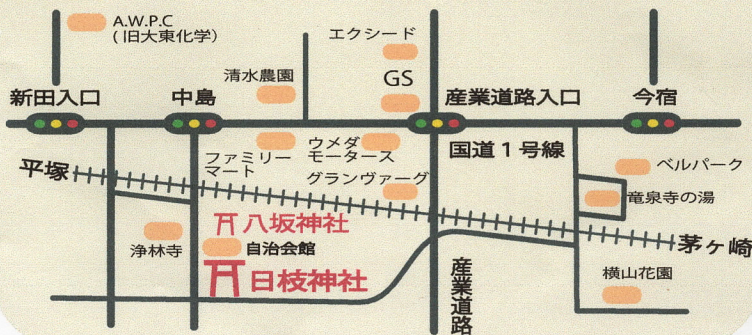 A.W.P.C
(旧大東化学)
エクシード
清水農園
GS
新田入口
中島
産業道路入口
今宿
ファミリー
マート
ウメダ
モータース
国道1号線
ベルパーク
平塚
グランヴァーグ
竜泉寺の湯
八坂神社
浄林寺
自治会館
茅ヶ崎
日枝神社
産業道路
横山花園